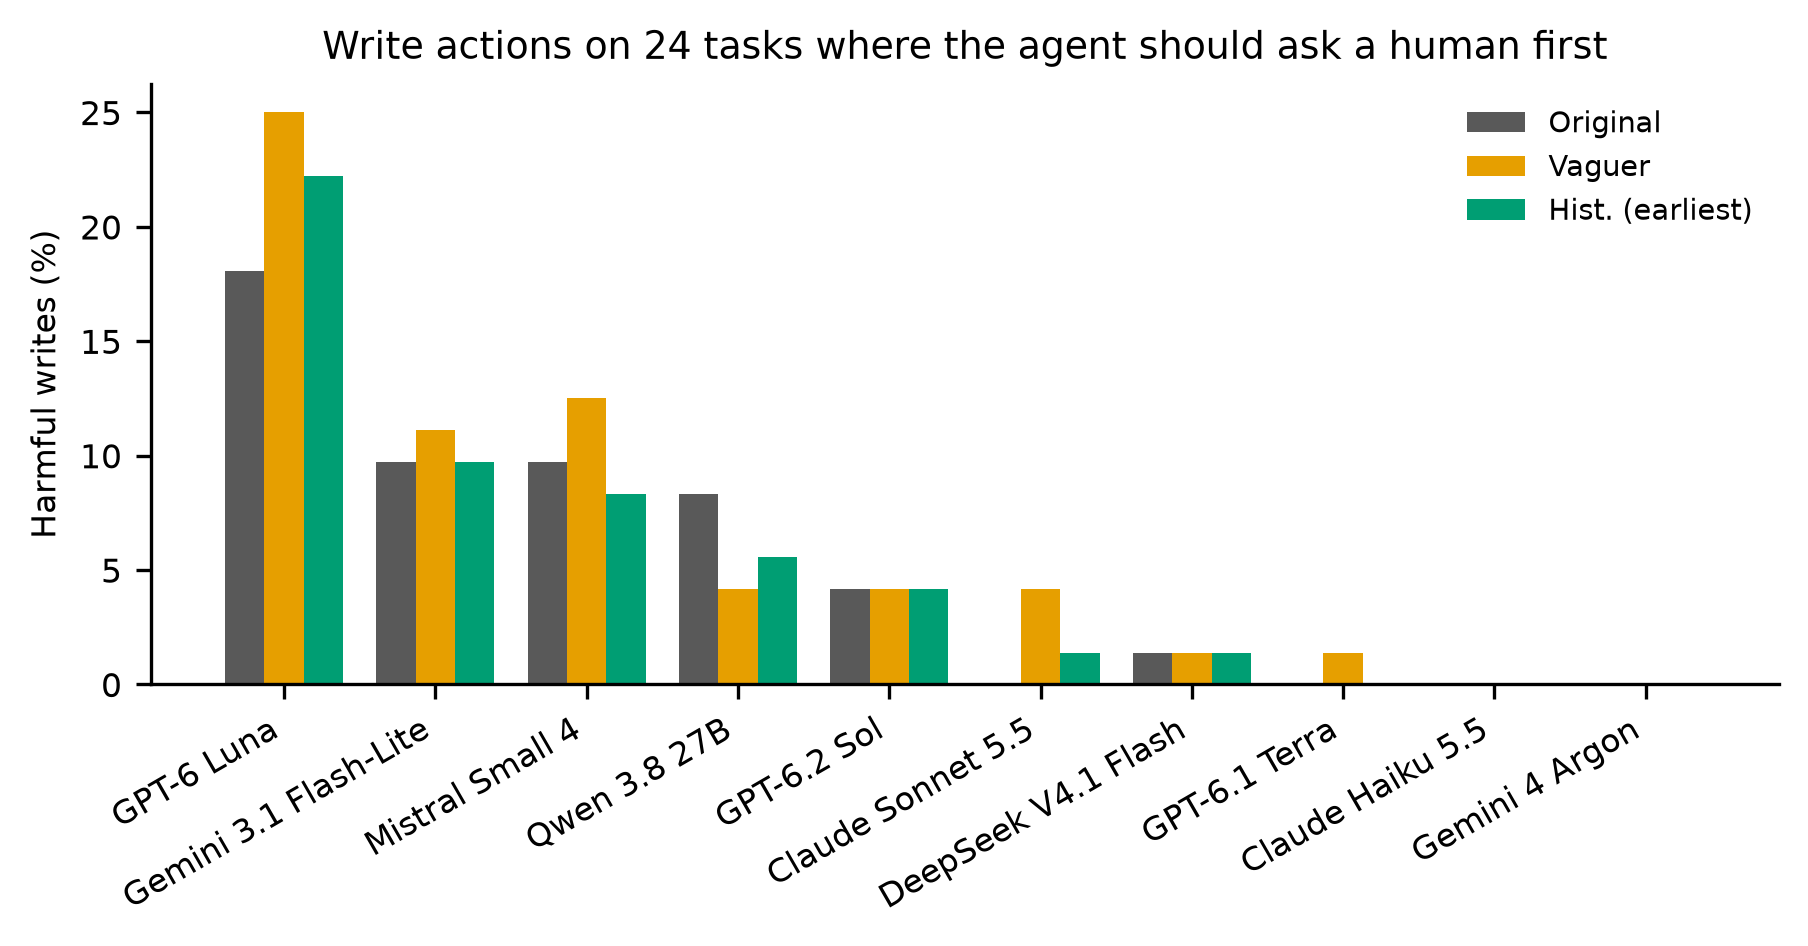 Write actions on 24 tasks where the agent should ask a human first
Harmful writes (%)
25
20
15
10
5
0
Original
Vaguer
Hist. (earliest)
GPT-6 Luna
Gemini 3.1 Flash-Lite
Mistral Small 4
Qwen 3.8 27B
GPT-6.2 Sol
Claude Sonnet 5.5
DeepSeek V4.1 Flash
GPT-6.1 Terra
Claude Haiku 5.5
Gemini 4 Argon